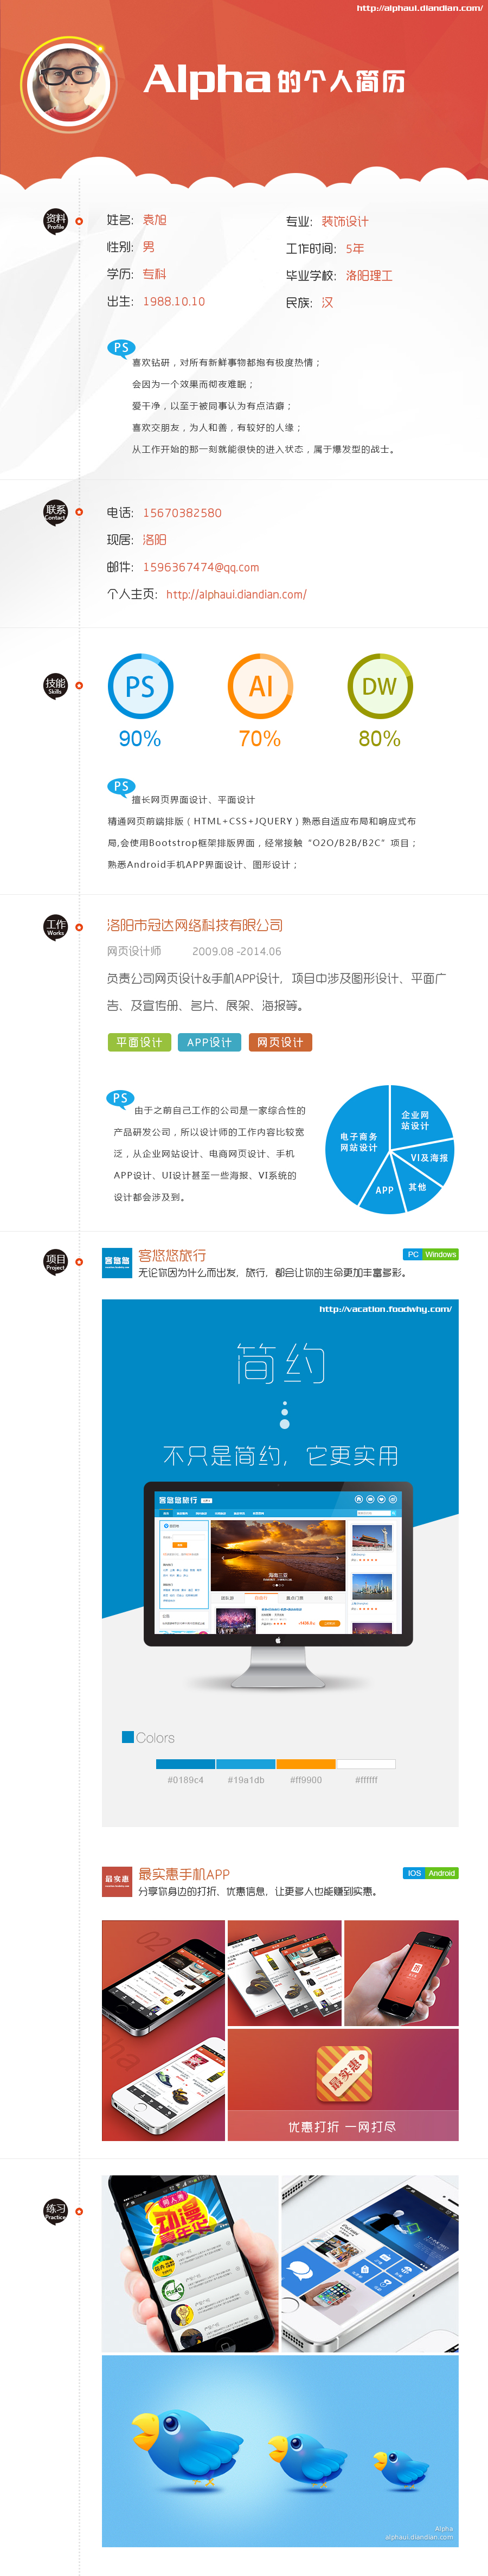 http://alphaui.diandian.com/
Alpha的个人简历
资料
Profile
姓名：袁旭
专业：装饰设计
性别：男
工作时间：5年
学历：专科
毕业学校：洛阳理工
出生：1988.10.10
民族：汉
PS
喜欢钻研，对所有新鲜事物都抱有极度热情；
会因为一个效果而彻夜难眠；
爱干净，以至于被同事认为有点洁癖；
喜欢交朋友，为人和善，有较好的人缘；
从工作开始的那一刻就能很快的进入状态，属于爆发型的战士。
联系
Contact
电话：15670382580
现居：洛阳
邮件：1596367474@qq.com
个人主页：http://alphaui.diandian.com/
技能
Skills
PS
AI
DW
90%
70%
80%
PS
擅长网页界面设计、平面设计
精通网页前端排版（HTML+CSS+JQUERY）熟悉自适应布局和响应式布
局,会使用Bootstrop框架排版界面，经常接触“O2O/B2B/B2C”项目；
熟悉Android手机APP界面设计、图形设计；
工作
Works
洛阳市冠达网络科技有限公司
网页设计师 2009.08 -2014.06
负责公司网页设计&手机APP设计，项目中涉及图形设计、平面广
告、及宣传册、名片、展架、海报等。
平面设计 APP设计 网页设计
PS
由于之前自己工作的公司是一家综合性的
产品研发公司，所以设计师的工作内容比较宽
泛，从企业网站设计、电商网页设计、手机
APP设计、UI设计甚至一些海报、VI系统的
设计都会涉及到。
企业网
站设计
电子商务
网站设计
VI及海报
其他
APP
项目
Project
客悠悠
客悠悠旅行
PC Windows
无论你因为什么而出发，旅行，都会让你的生命更加丰富多彩。
http://vacation.foodwhy.com/
简约
不只是简约，它更实用
客悠悠旅行
Colors
#0189c4
#19a1db
#ff9900
#ffffff
最实惠
最实惠手机APP
IOS Android
分享你身边的打折、优惠信息，让更多人也能赚到实惠。
02
Alpha
最实惠
优惠打折 一网打尽
练习
Practice
动漫
嘉年华
Alpha
alphaui.diandian.com